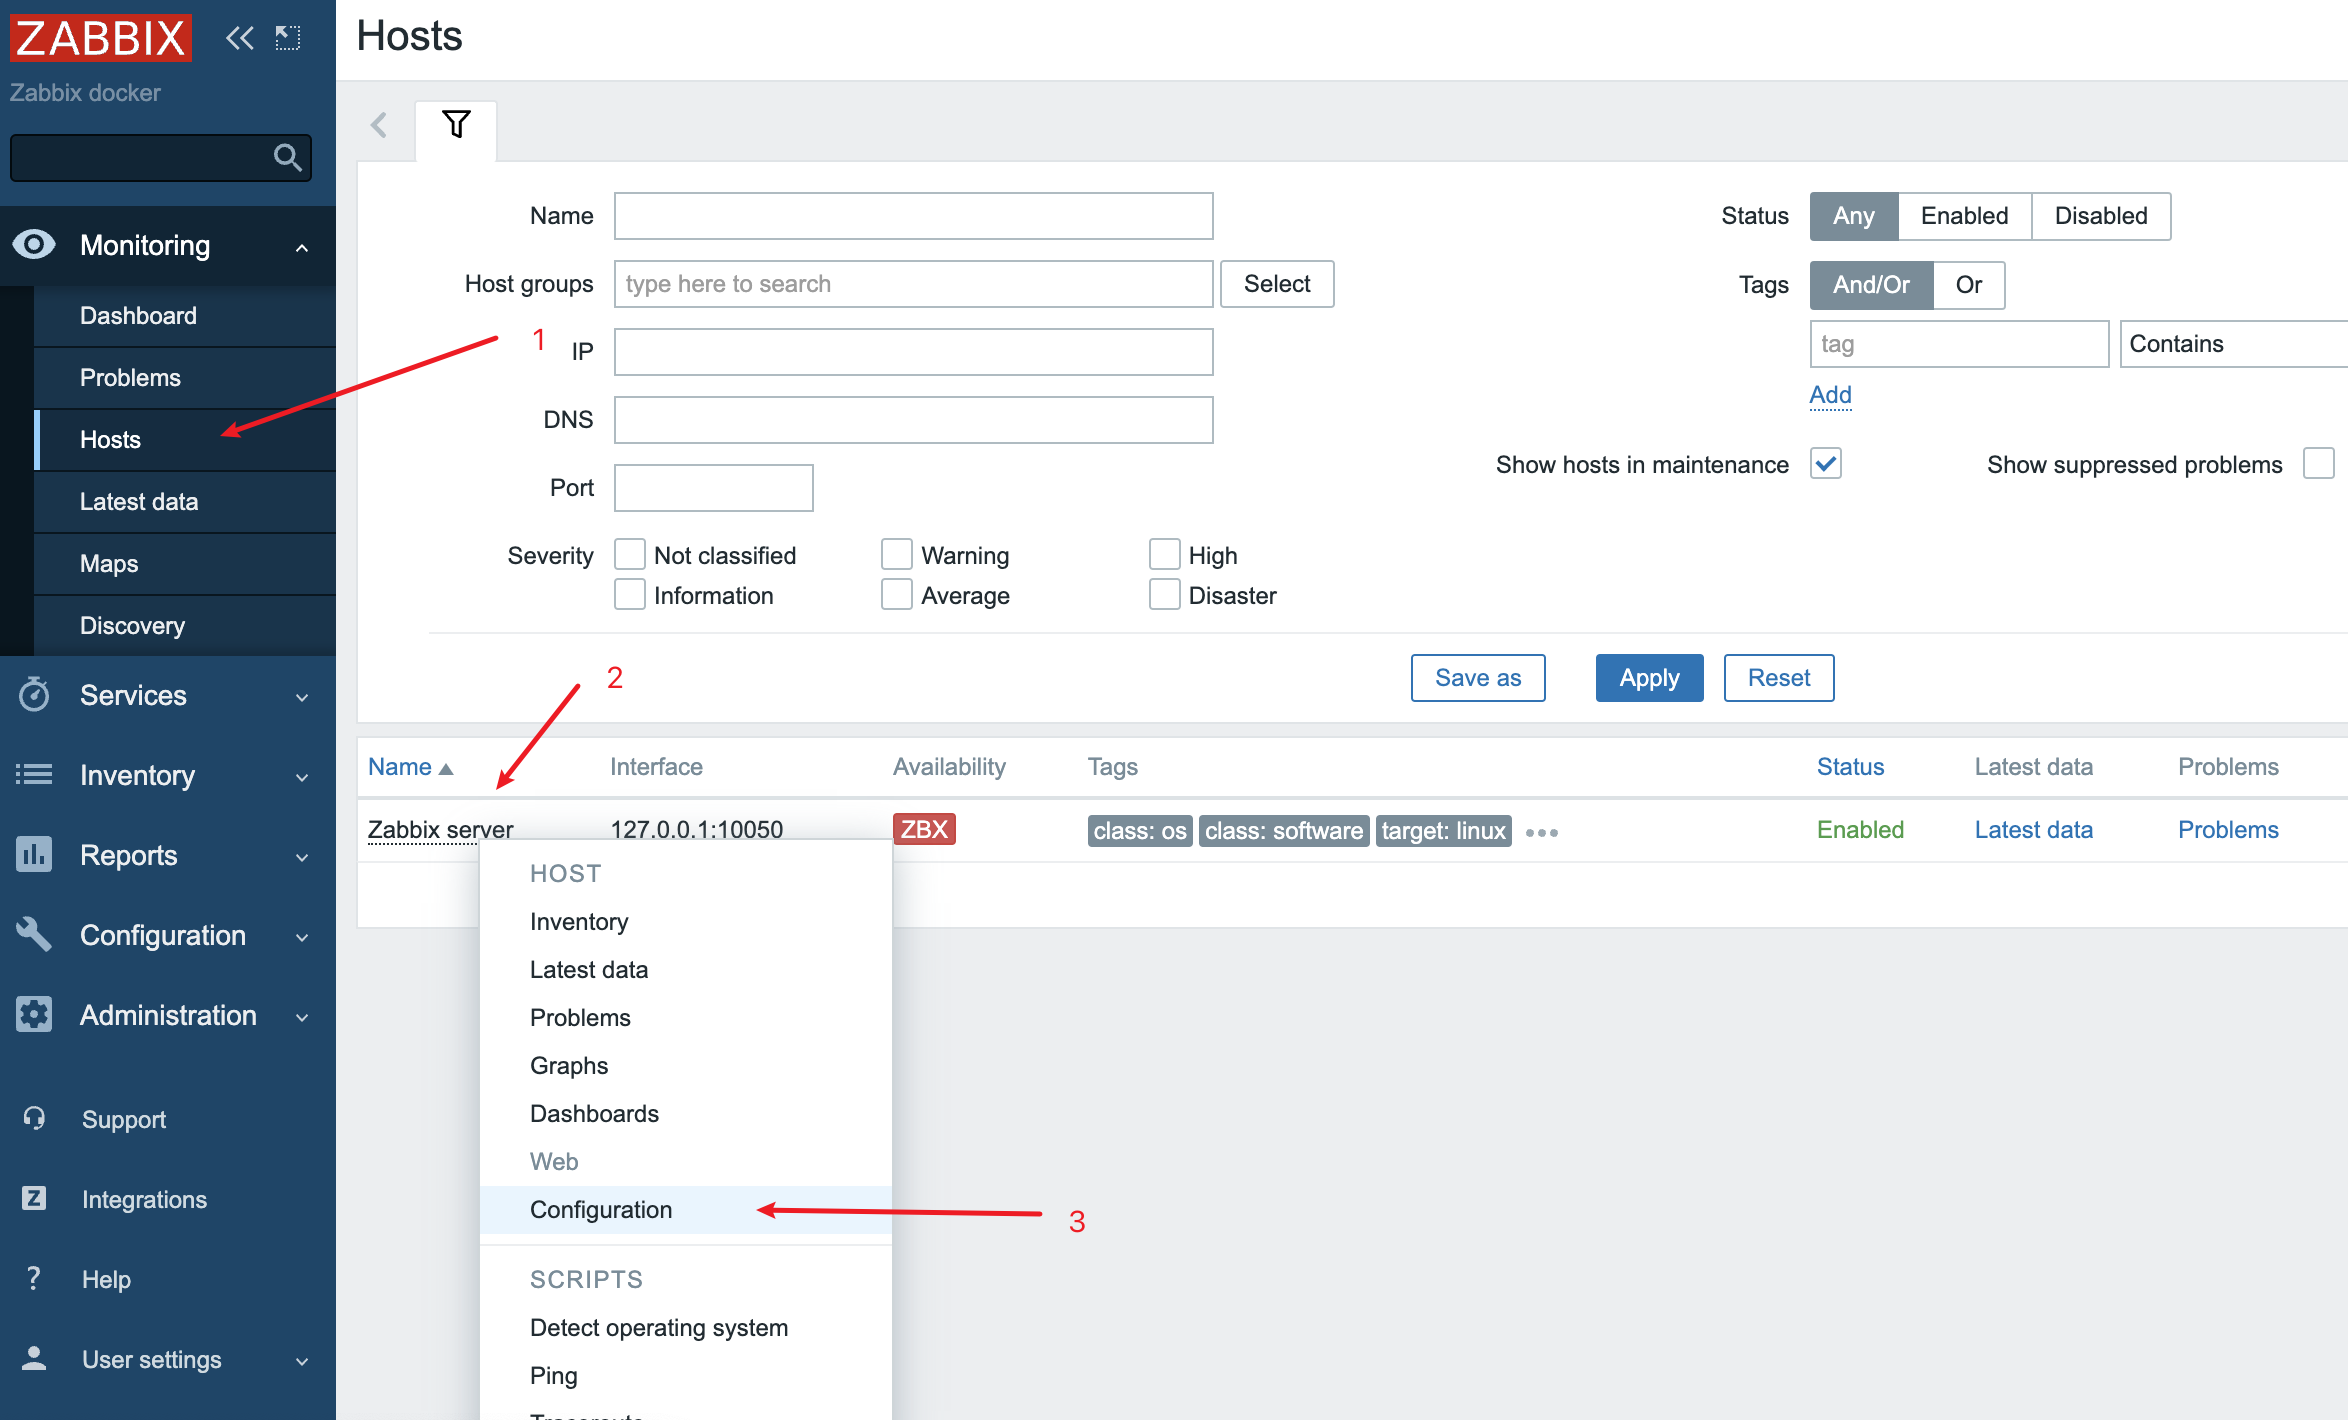 ZABBIX
Zabbix docker
Monitoring
Dashboard
Problems
Hosts
Latest data
Maps
Discovery
Services
Inventory
Reports
Configuration
Administration
Support
Integrations
Help
User settings
Hosts
Name
Host groups type here to search Select
IP
DNS
Port
Severity Not classified Warning High
Information Average Disaster
Status Any Enabled Disabled
Tags And/Or Or
tag Contains
Add
Show hosts in maintenance Show suppressed problems
Save as Apply Reset
1
2
3
Name Interface Availability Tags Status Latest data Problems
Zabbix server 127.0.0.1:10050 ZBX class: os class: software target: linux Enabled Latest data Problems
HOST
Inventory
Latest data
Problems
Graphs
Dashboards
Web
Configuration
SCRIPTS
Detect operating system
Ping
Traceroute